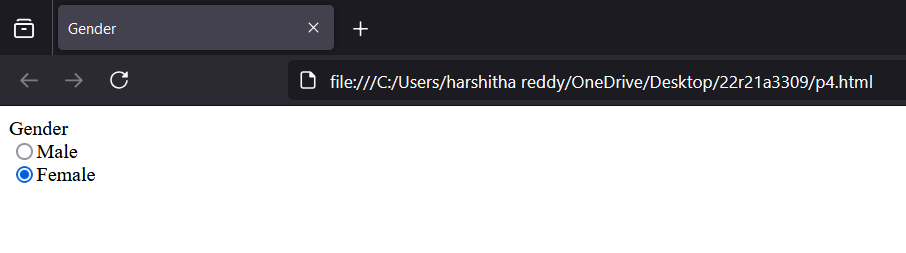 Gender
file:///C:/Users/harshitha reddy/OneDrive/Desktop/22r21a3309/p4.html
Gender
Male
Female